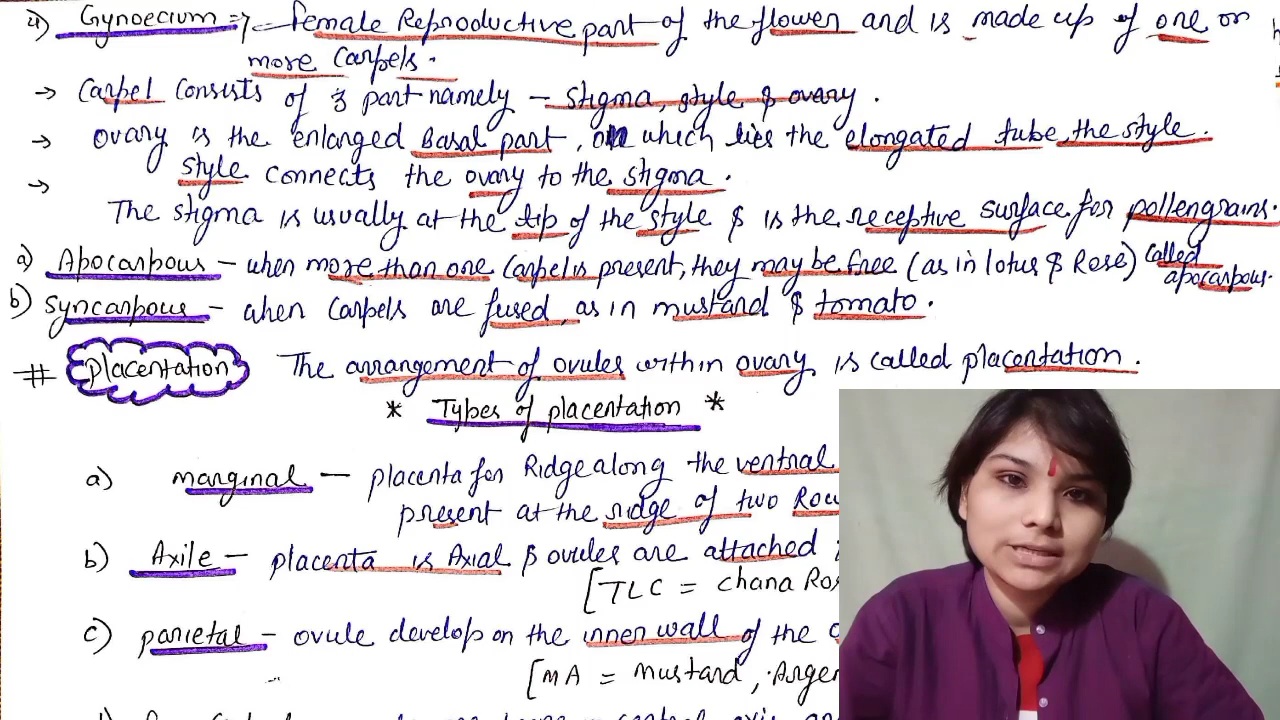 4) Gynoecium => - female Reproductive part of the flower and is made up of one or
more Carpels.
→ Carpel consists of 3 part namely - stigma, style & ovary.
→ ovary is the enlarged Basal part, on which lies the elongated tube the style.
→ style connects the ovary to the stigma.
The stigma is usually at the tip of the style & is the receptive surface for pollengrains.
a) Apocarpous - when more than one Carpel is present, they may be free (as in lotus & Rose) called apocarpous.
b) syncarpous - when carpels are fused, as in mustard & tomato.
# placentation The arrangement of ovules within ovary is called placentation.
* Types of placentation *
a) marginal - placenta for Ridge along the ventral
present at the ridge of two Row
b) Axile - placenta is Axial & ovules are attached
[TLC = chana Ros
c) parietal - ovule develop on the inner wall of the
[MA = mustard, Argem